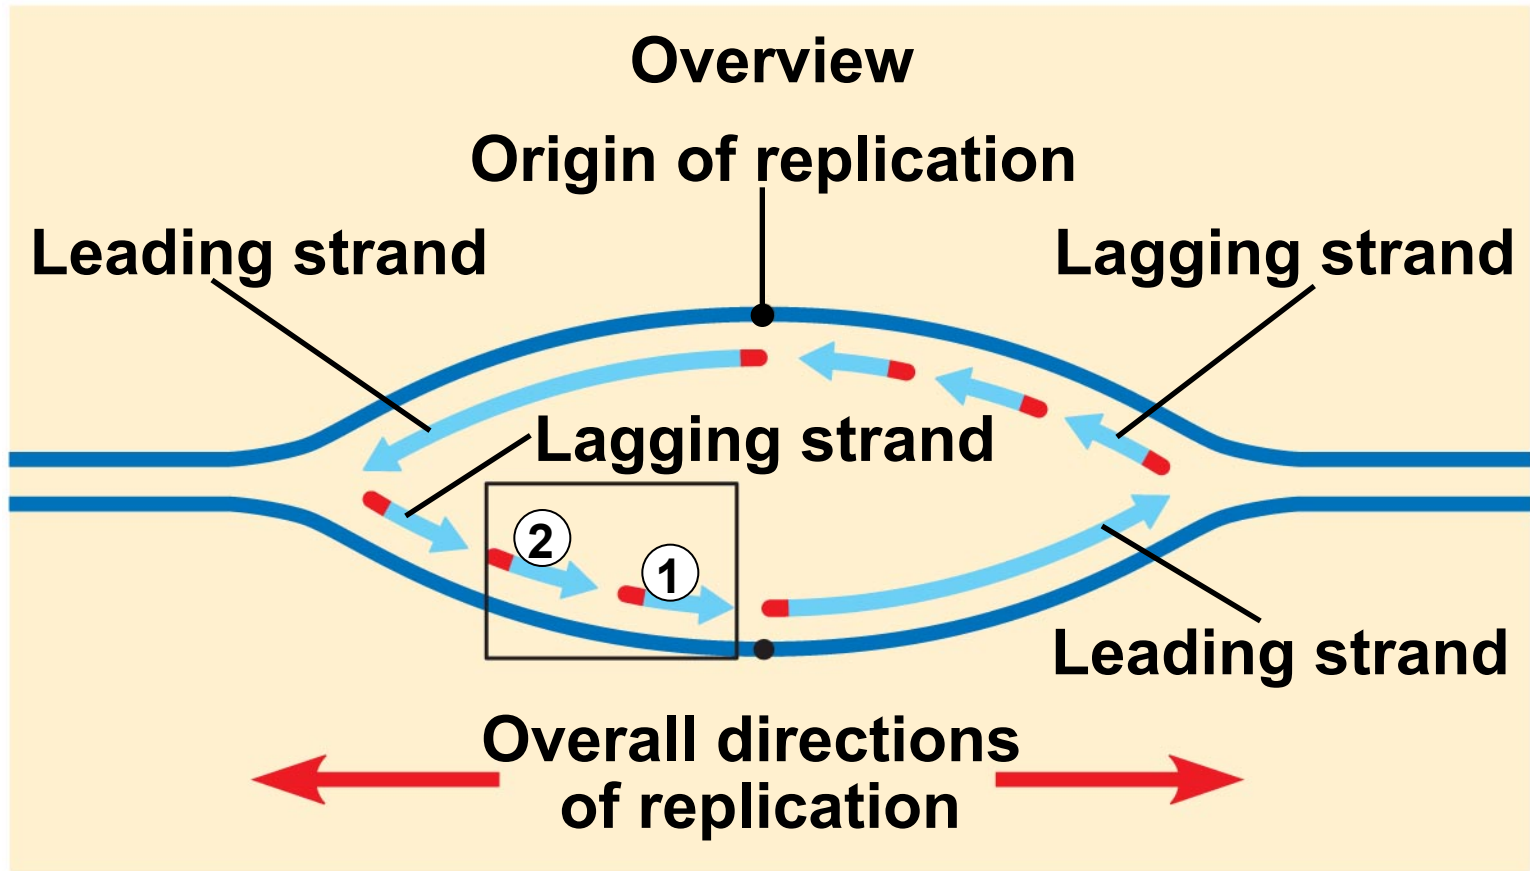 Overview
Origin of replication
Leading strand
Lagging strand
Lagging strand
2
1
Leading strand
Overall directions
of replication